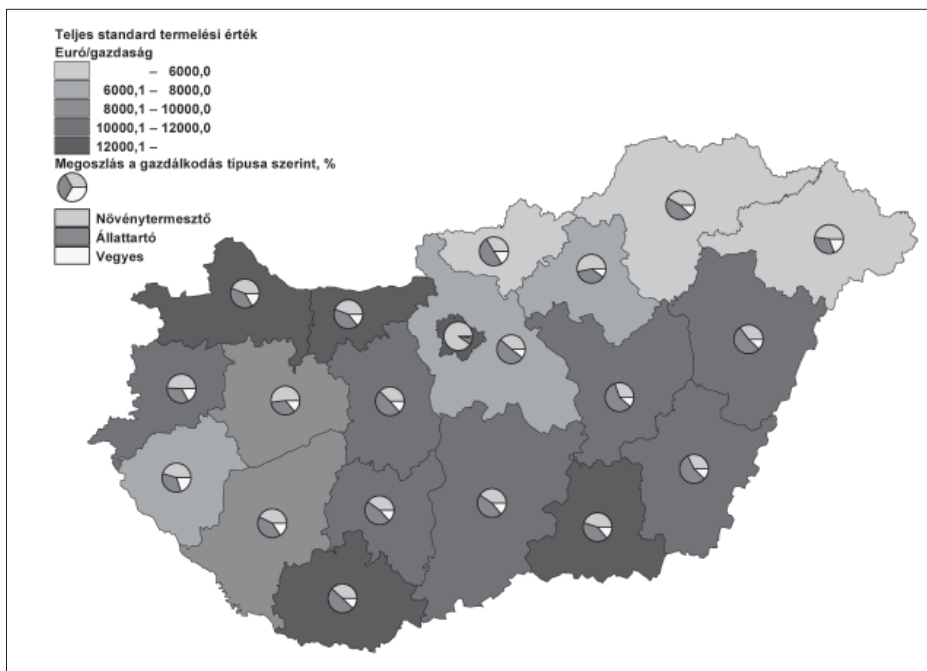 Teljes standard termelési érték
Euró/gazdaság
– 6000,0
6000,1 – 8000,0
8000,1 – 10000,0
10000,1 – 12000,0
12000,1 –
Megoszlás a gazdálkodás típusa szerint, %
Növénytermesztő
Állattartó
Vegyes